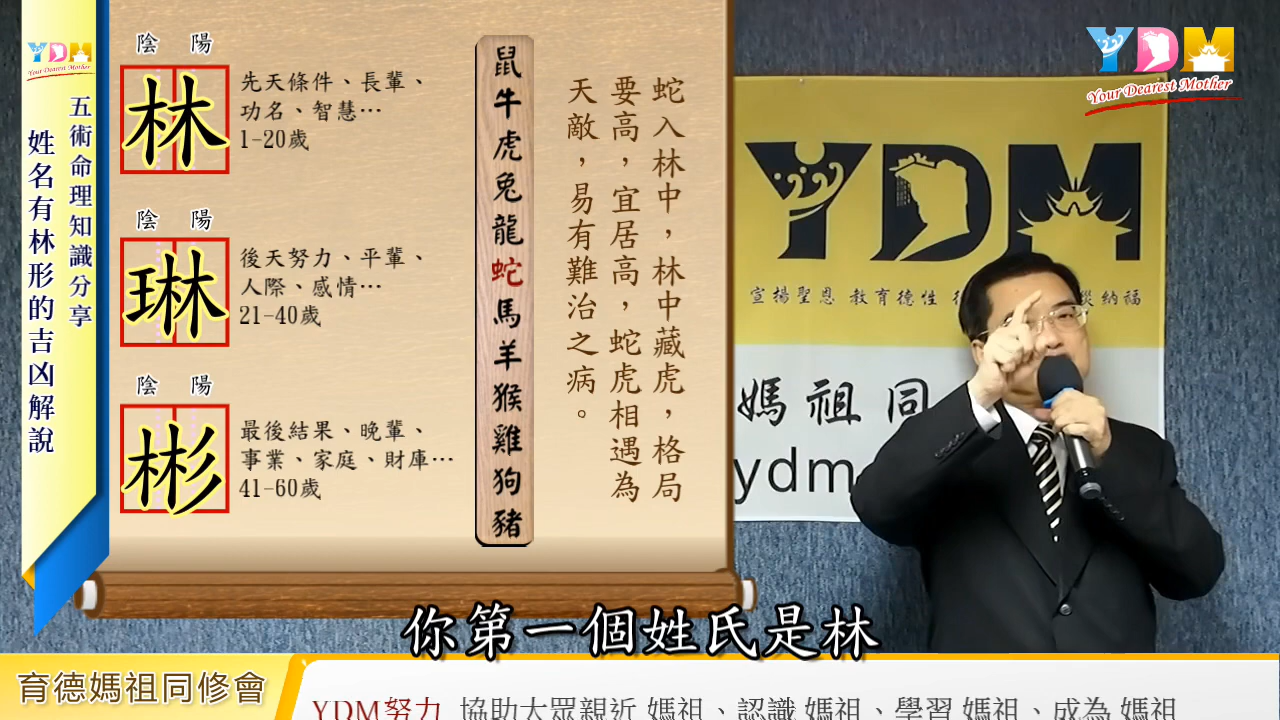 YDM
Your Dearest Mother
五術命理知識分享
姓名有林形的吉凶解說
陰 陽
林
先天條件、長輩、
功名、智慧…
1-20歲
陰 陽
琳
後天努力、平輩、
人際、感情…
21-40歲
陰 陽
彬
最後結果、晚輩、
事業、家庭、財庫…
41-60歲
鼠牛虎兔龍蛇馬羊猴雞狗豬
蛇入林中，林中藏虎，格局
要高，宜居高，蛇虎相遇為
天敵，易有難治之病。
YDM
Your Dearest Mother
YDM
宣揚聖恩 教育德性
災納福
媽祖同
ydm
你第一個姓氏是林
育德媽祖同修會
YDM努力 協助大眾親近 媽祖、認識 媽祖、學習 媽祖、成為 媽祖